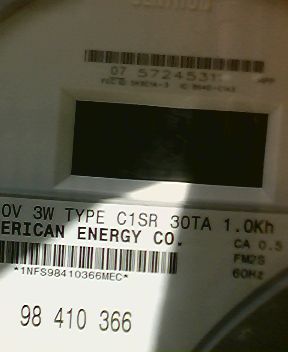 CENTRON
07 5724531
0V 3W TYPE C1SR 30TA 1.0Kh
ERICAN ENERGY CO.
CA 0.5
FM2S
60Hz
*1NFS98410366MEC*
98 410 366